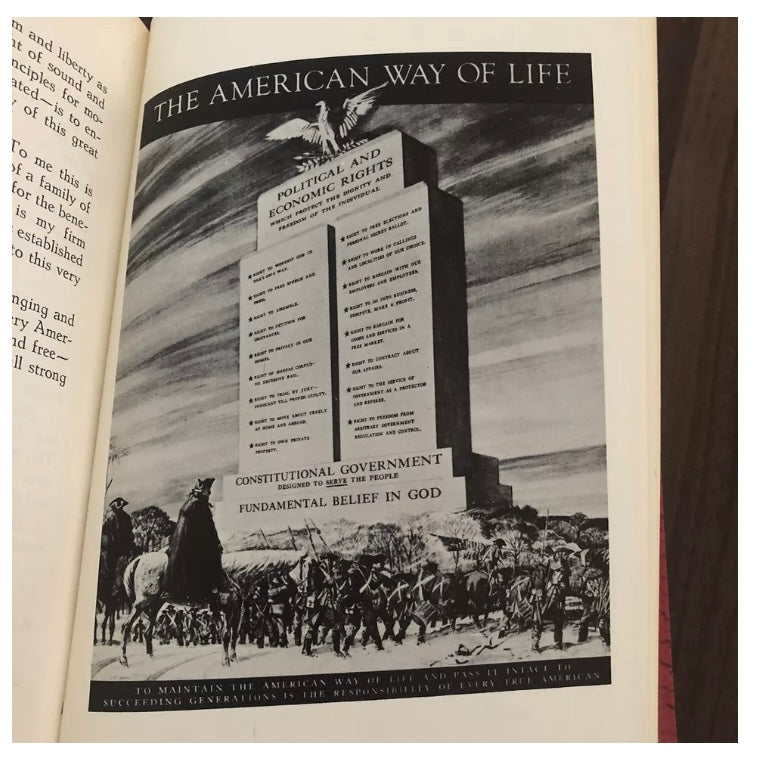 m and liberty as
nt of sound and
nciples for mo-
ated—is to en-
y of this great
To me this is
of a family of
for the bene-
is my firm
established
to this very
nging and
ry Amer-
nd free—
ll strong
THE AMERICAN WAY OF LIFE
POLITICAL AND
ECONOMIC RIGHTS
WHICH PROTECT THE DIGNITY AND
FREEDOM OF THE INDIVIDUAL
★ RIGHT TO WORSHIP GOD IN
ONE'S OWN WAY.
★ RIGHT TO FREE SPEECH AND
PRESS.
★ RIGHT TO ASSEMBLE.
★ RIGHT TO PETITION FOR
GRIEVANCES.
★ RIGHT TO PRIVACY IN OUR
HOMES.
★ RIGHT OF HABEAS CORPUS—
NO EXCESSIVE BAIL.
★ RIGHT TO TRIAL BY JURY—
INNOCENT TILL PROVED GUILTY.
★ RIGHT TO MOVE ABOUT FREELY
AT HOME AND ABROAD.
★ RIGHT TO OWN PRIVATE
PROPERTY.
★ RIGHT TO FREE ELECTIONS AND
PERSONAL SECRET BALLOT.
★ RIGHT TO WORK IN CALLINGS
AND LOCALITIES OF OUR CHOICE.
★ RIGHT TO BARGAIN WITH OUR
EMPLOYERS AND EMPLOYEES.
★ RIGHT TO GO INTO BUSINESS,
COMPETE, MAKE A PROFIT.
★ RIGHT TO BARGAIN FOR
GOODS AND SERVICES IN A
FREE MARKET.
★ RIGHT TO CONTRACT ABOUT
OUR AFFAIRS.
★ RIGHT TO THE SERVICE OF
GOVERNMENT AS A PROTECTOR
AND REFEREE.
★ RIGHT TO FREEDOM FROM
ARBITRARY GOVERNMENT
REGULATION AND CONTROL.
CONSTITUTIONAL GOVERNMENT
DESIGNED TO SERVE THE PEOPLE
FUNDAMENTAL BELIEF IN GOD
TO MAINTAIN THE AMERICAN WAY OF LIFE AND PASS IT INTACT TO
SUCCEEDING GENERATIONS IS THE RESPONSIBILITY OF EVERY TRUE AMERICAN